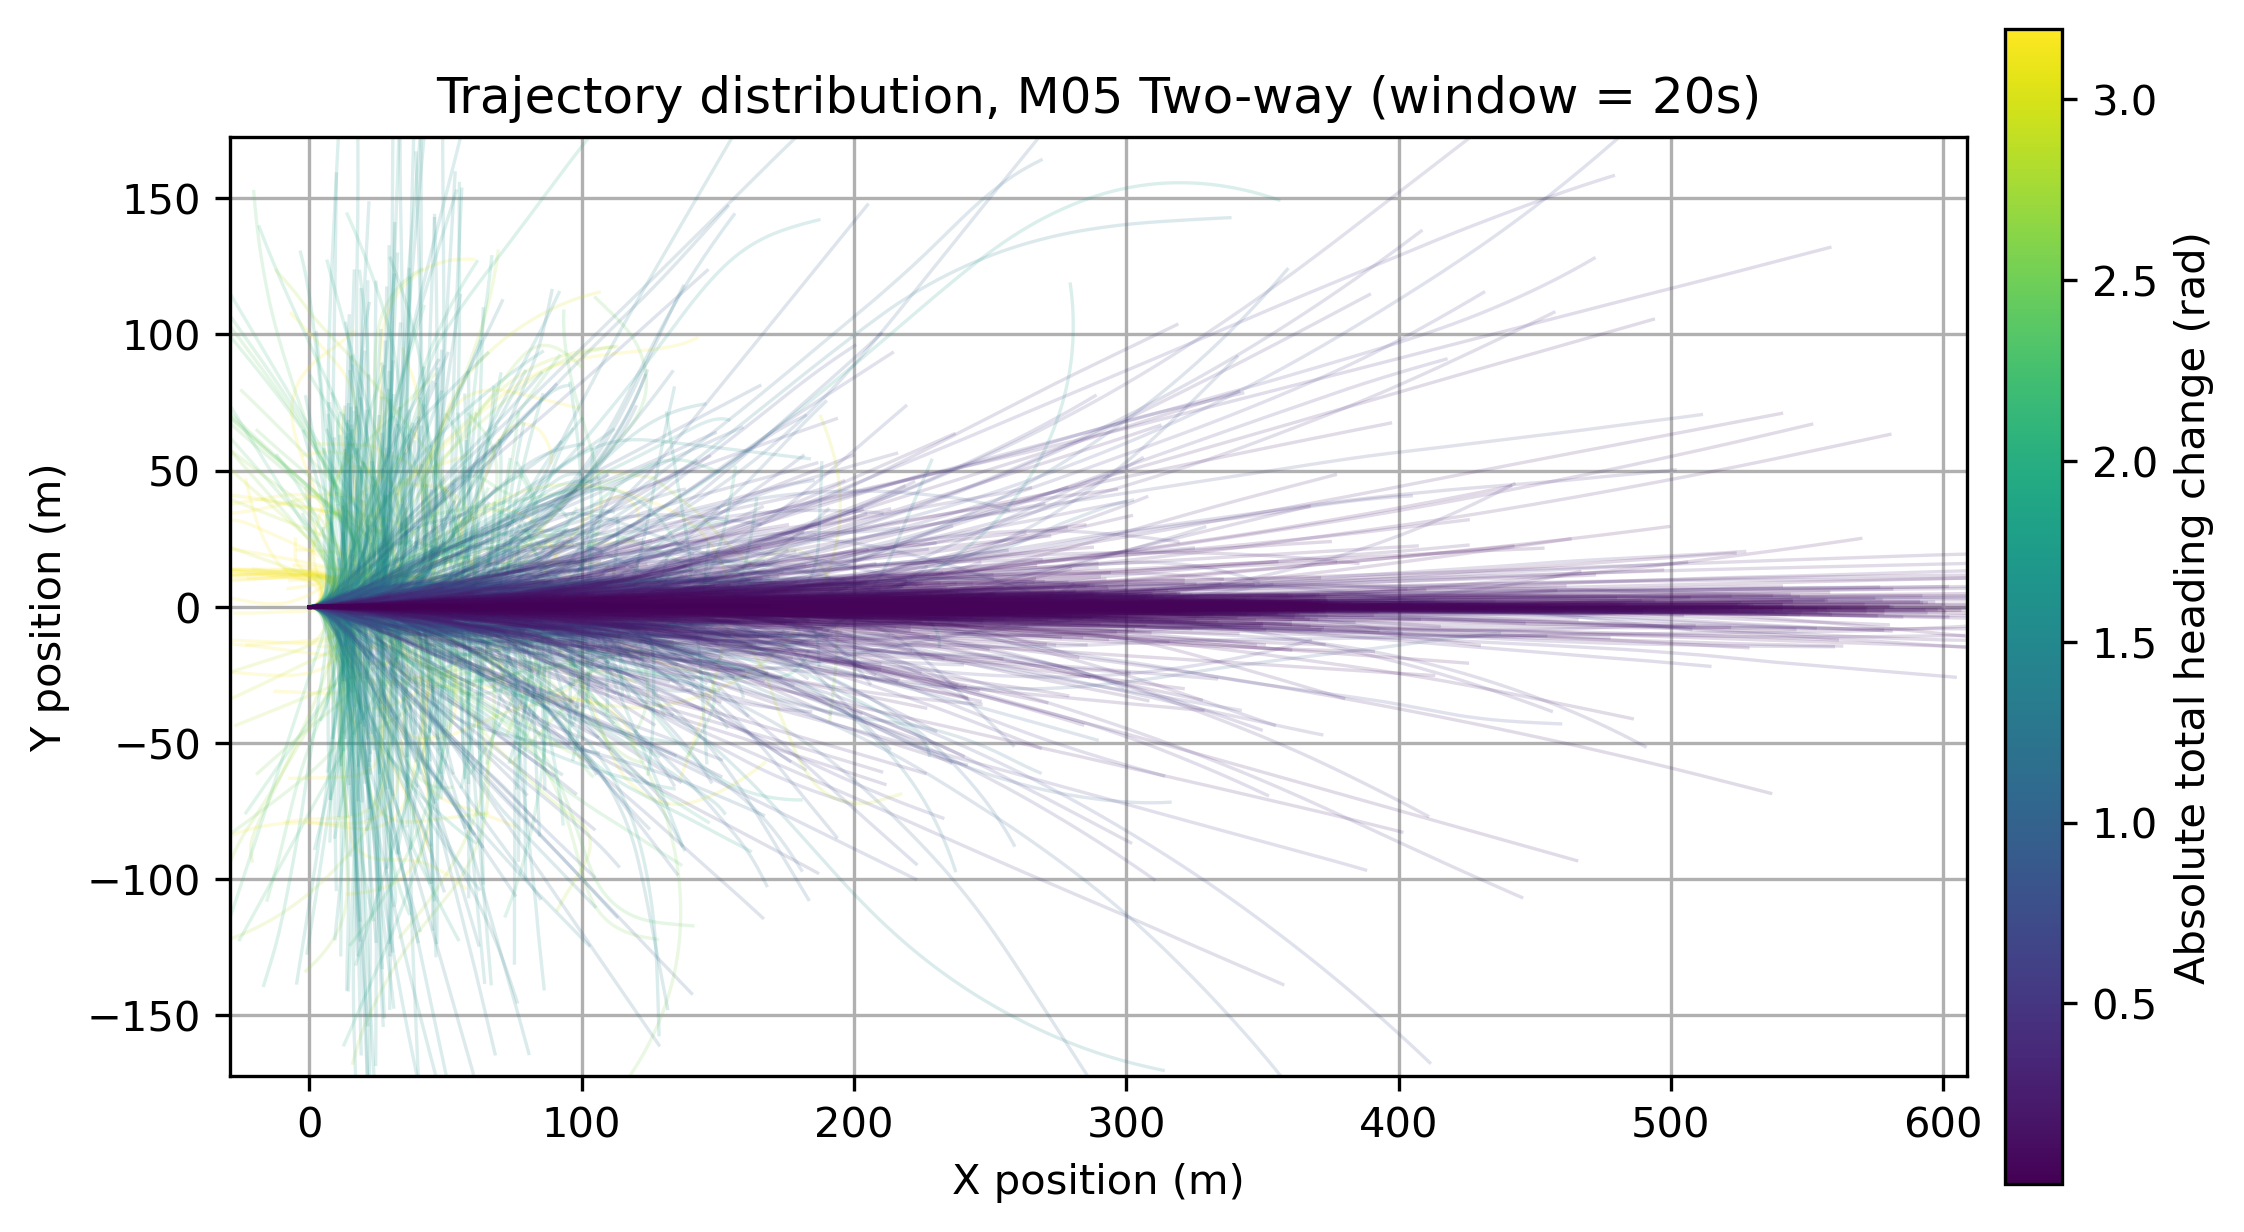 Trajectory distribution, M05 Two-way (window = 20s)
Y position (m)
150
100
50
0
−50
−100
−150
0 100 200 300 400 500 600
X position (m)
3.0
2.5
2.0
1.5
1.0
0.5
Absolute total heading change (rad)